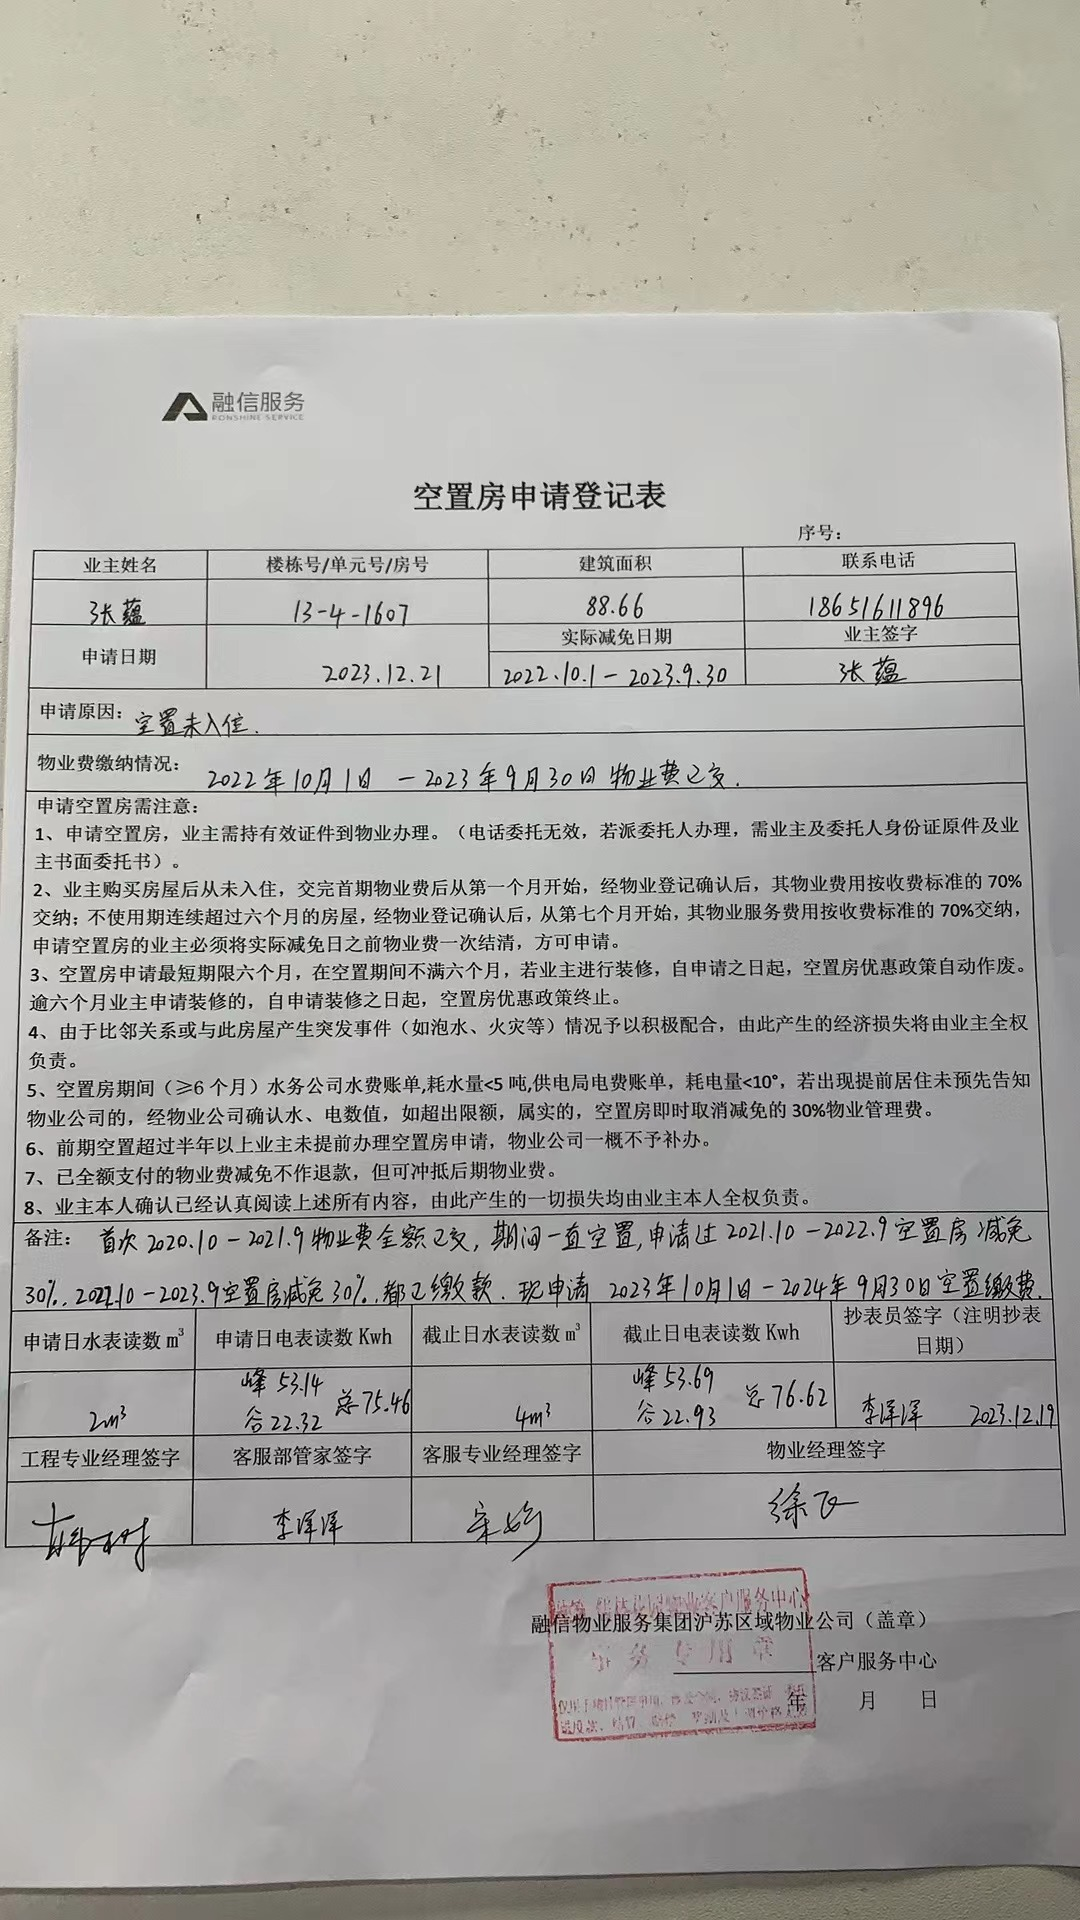 融信服务
RONSHINE SERVICE
空置房申请登记表
序号：
业主姓名 楼栋号/单元号/房号 建筑面积 联系电话
张蕴 13-4-1607 88.66 18651611896
申请日期 2023.12.21 实际减免日期 业主签字
2022.10.1-2023.9.30 张蕴
申请原因：空置未入住.
物业费缴纳情况： 2022年10月1日-2023年9月30日物业费已交.
申请空置房需注意：
1、申请空置房，业主需持有效证件到物业办理。（电话委托无效，若派委托人办理，需业主及委托人身份证原件及业
主书面委托书）。
2、业主购买房屋后从未入住，交完首期物业费后从第一个月开始，经物业登记确认后，其物业费用按收费标准的70%
交纳；不使用期连续超过六个月的房屋，经物业登记确认后，从第七个月开始，其物业服务费用按收费标准的70%交纳，
申请空置房的业主必须将实际减免日之前物业费一次结清，方可申请。
3、空置房申请最短期限六个月，在空置期间不满六个月，若业主进行装修，自申请之日起，空置房优惠政策自动作废。
逾六个月业主申请装修的，自申请装修之日起，空置房优惠政策终止。
4、由于比邻关系或与此房屋产生突发事件（如泡水、火灾等）情况予以积极配合，由此产生的经济损失将由业主全权
负责。
5、空置房期间（≥6个月）水务公司水费账单,耗水量<5吨,供电局电费账单，耗电量<10°，若出现提前居住未预先告知
物业公司的，经物业公司确认水、电数值，如超出限额，属实的，空置房即时取消减免的30%物业管理费。
6、前期空置超过半年以上业主未提前办理空置房申请，物业公司一概不予补办。
7、已全额支付的物业费减免不作退款，但可冲抵后期物业费。
8、业主本人确认已经认真阅读上述所有内容，由此产生的一切损失均由业主本人全权负责。
备注： 首次2020.10-2021.9物业费全额已交，期间一直空置，申请过2021.10-2022.9空置房减免
30%，2022.10-2023.9空置房减免30%，都已缴款.现申请 2023年10月1日-2024年9月30日空置缴费.
申请日水表读数m³ 申请日电表读数Kwh 截止日水表读数m³ 截止日电表读数Kwh 抄表员签字（注明抄表
日期）
2m³ 峰53.14 谷22.32 总75.46 4m³ 峰53.69 谷22.93 总76.62 李洋洋 2023.12.19
工程专业经理签字 客服部管家签字 客服专业经理签字 物业经理签字
李洋洋 徐飞
融信物业服务集团沪苏区域物业公司（盖章）
客户服务中心
年 月 日